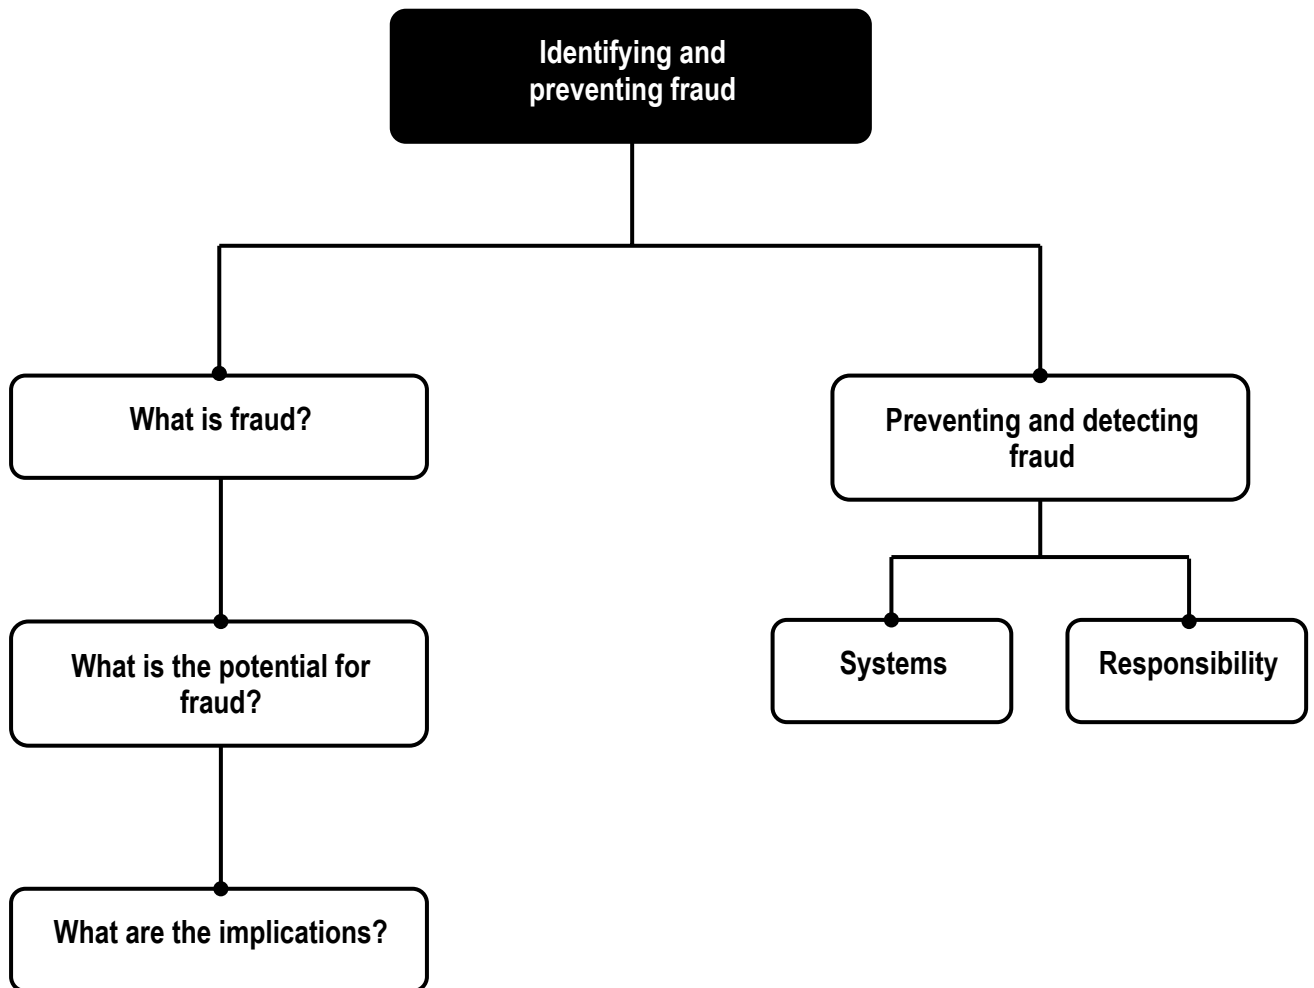 Identifying and
preventing fraud
What is fraud?
Preventing and detecting
fraud
What is the potential for
fraud?
Systems
Responsibility
What are the implications?